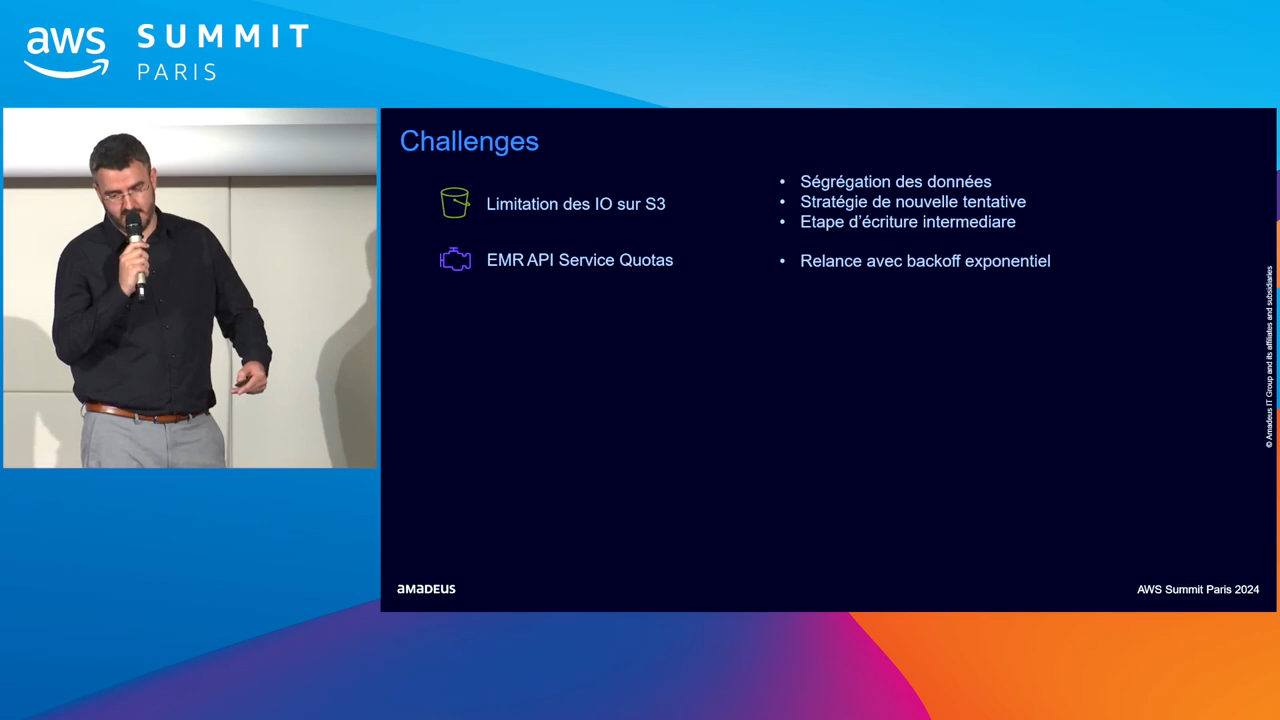 aws SUMMIT
PARIS
Challenges
Limitation des IO sur S3
• Ségrégation des données
• Stratégie de nouvelle tentative
• Etape d’écriture intermediare
EMR API Service Quotas
• Relance avec backoff exponentiel
© Amadeus IT Group and its affiliates and subsidiaries
amadeus
AWS Summit Paris 2024